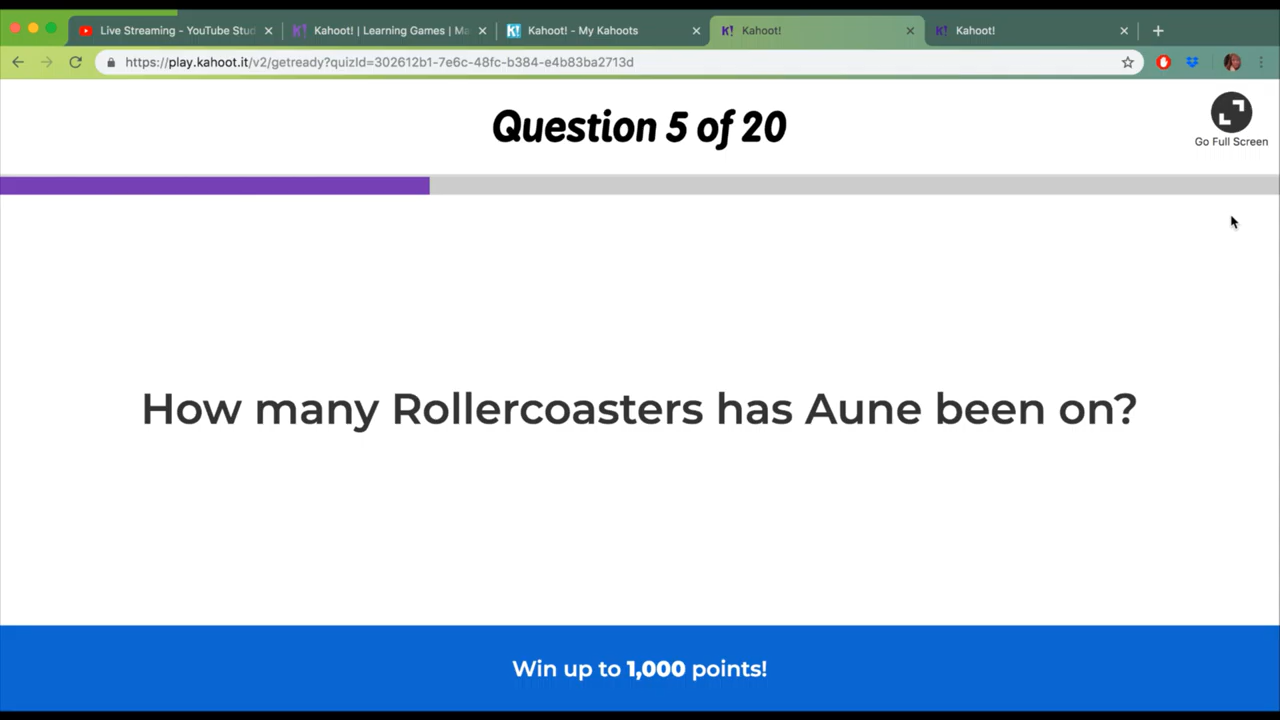 Live Streaming - YouTube Stud
Kahoot! | Learning Games | Ma
Kahoot! - My Kahoots
Kahoot!
Kahoot!
https://play.kahoot.it/v2/getready?quizId=302612b1-7e6c-48fc-b384-e4b83ba2713d
Question 5 of 20
Go Full Screen
How many Rollercoasters has Aune been on?
Win up to 1,000 points!